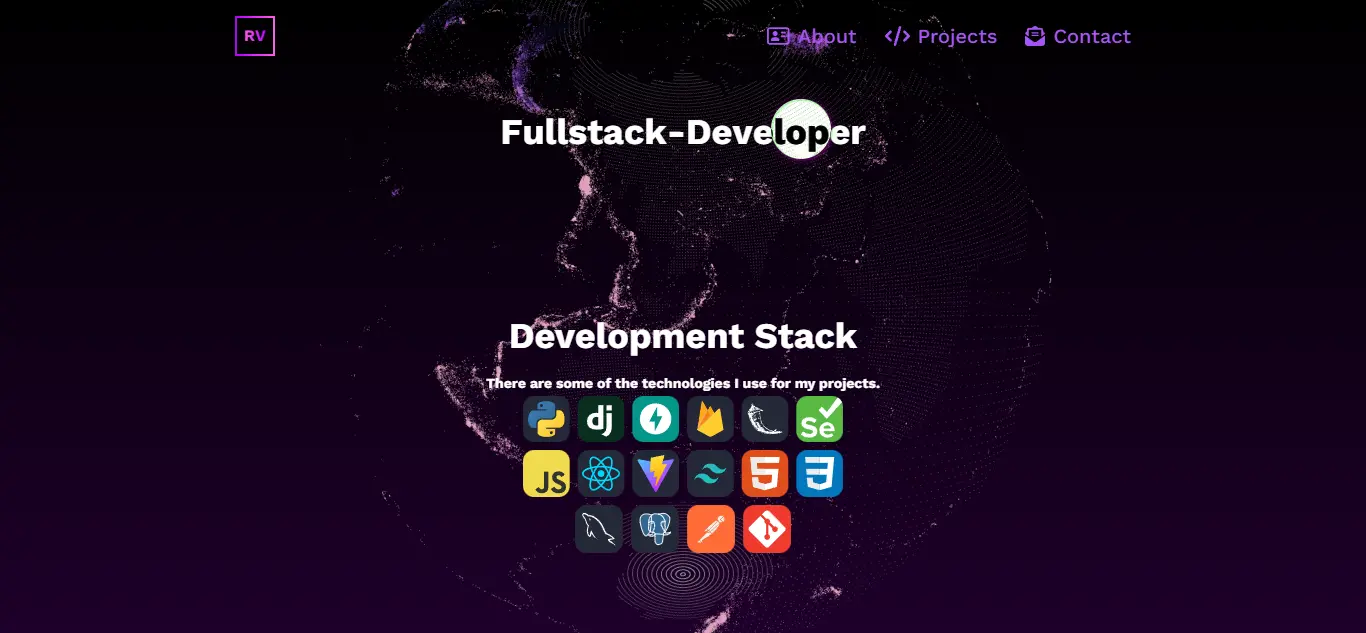 RV
About
Projects
Contact
Fullstack-Developer
Development Stack
There are some of the technologies I use for my projects.
dj
Se
JS
5
3